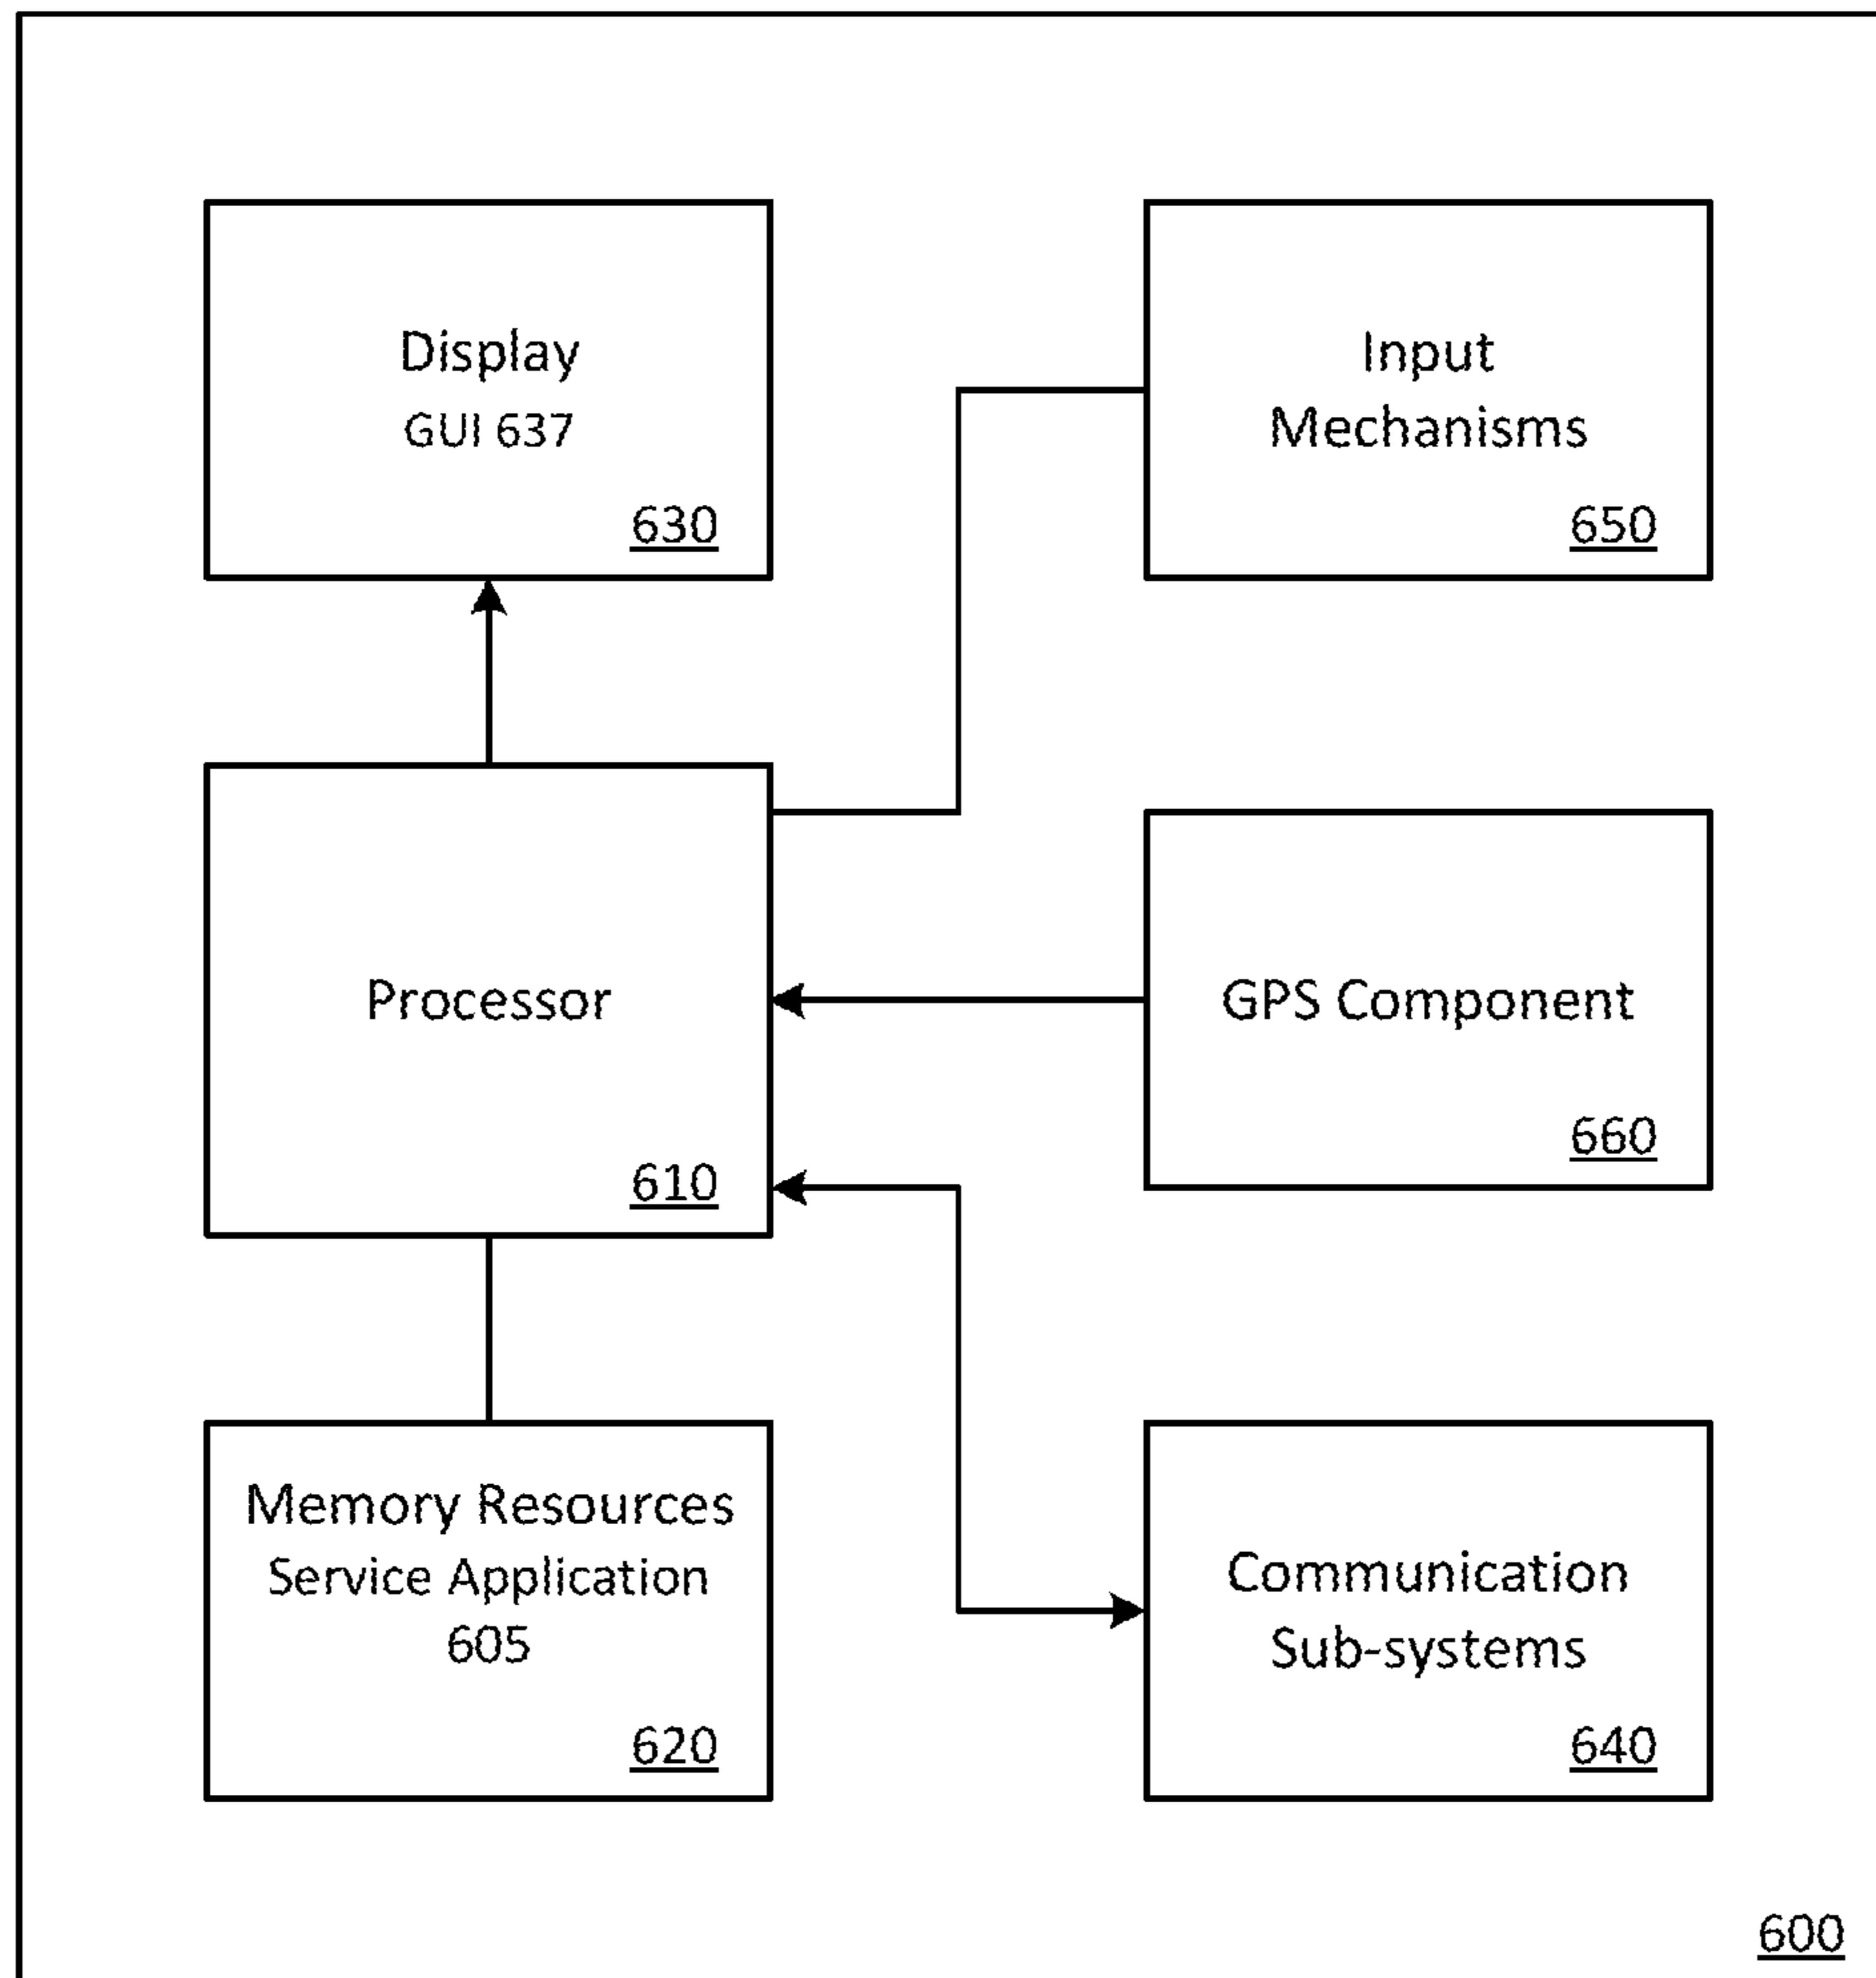 Display
GUI 637
630
Input
Mechanisms
650
Processor
610
GPS Component
660
Memory Resources
Service Application
605
620
Communication
Sub-systems
640
600